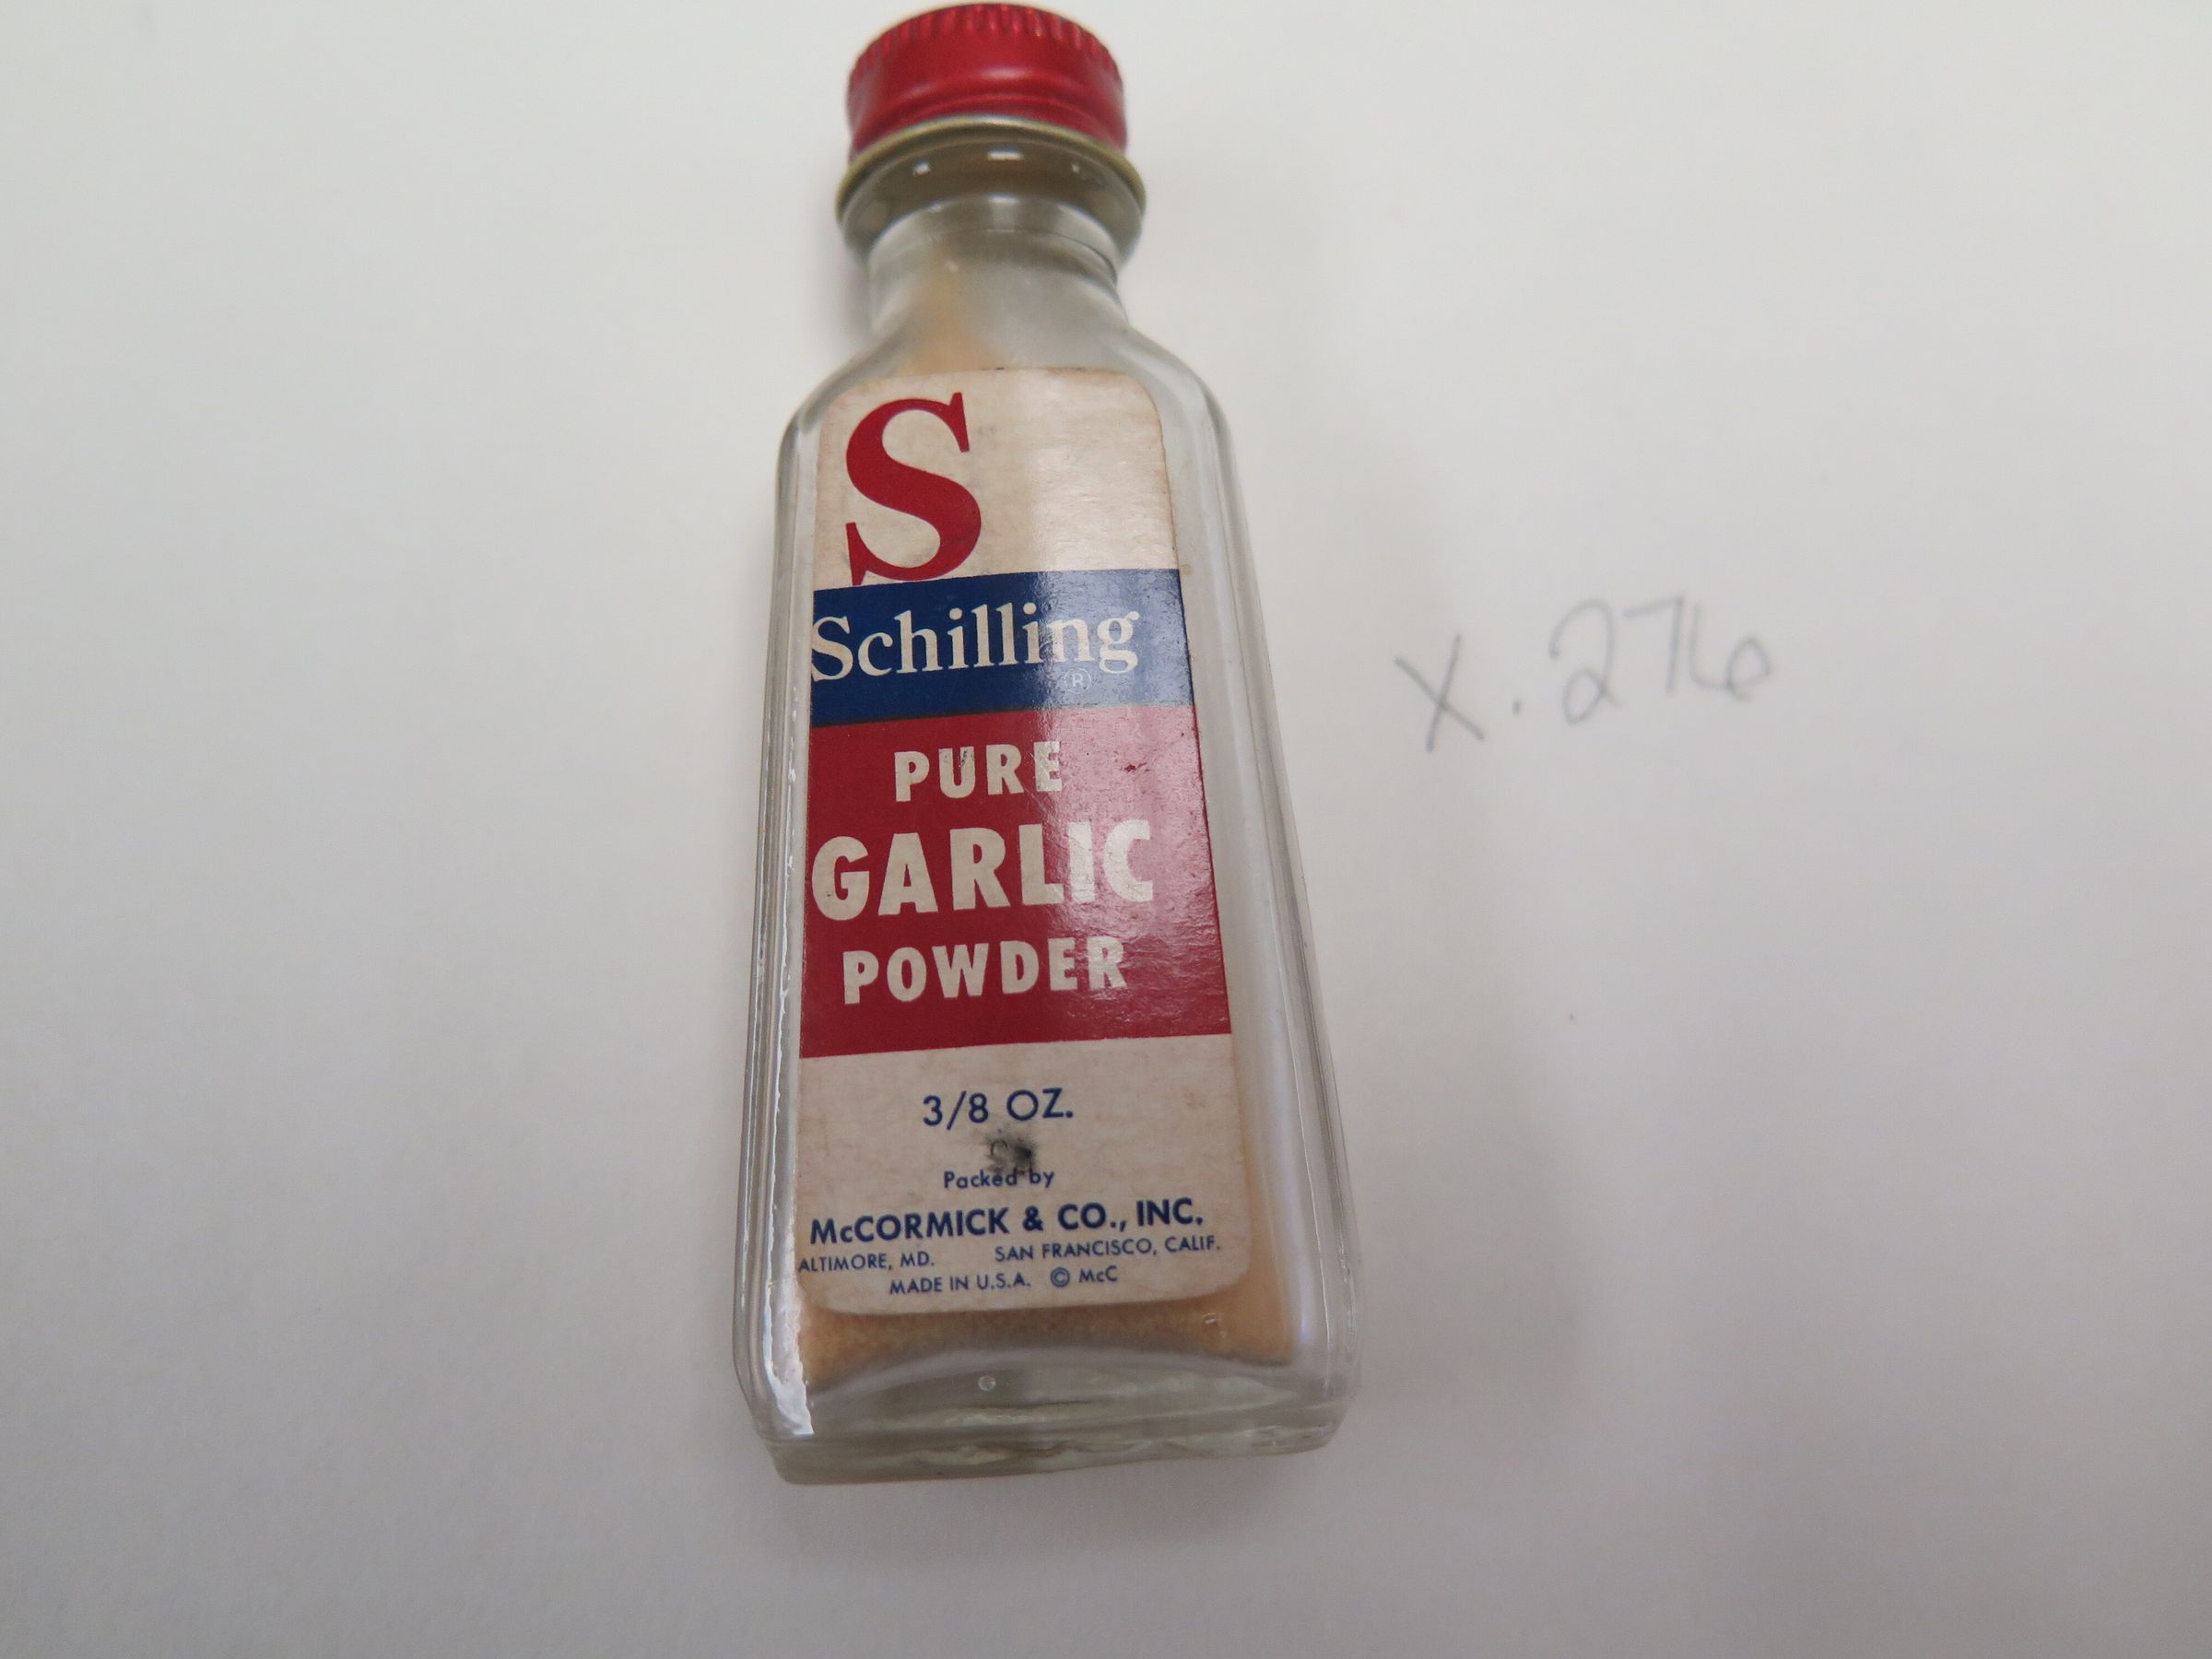 S
Schilling
®
PURE
GARLIC
POWDER
3/8 OZ.
Packed by
McCORMICK & CO., INC.
ALTIMORE, MD. SAN FRANCISCO, CALIF.
MADE IN U.S.A. © McC
X.276